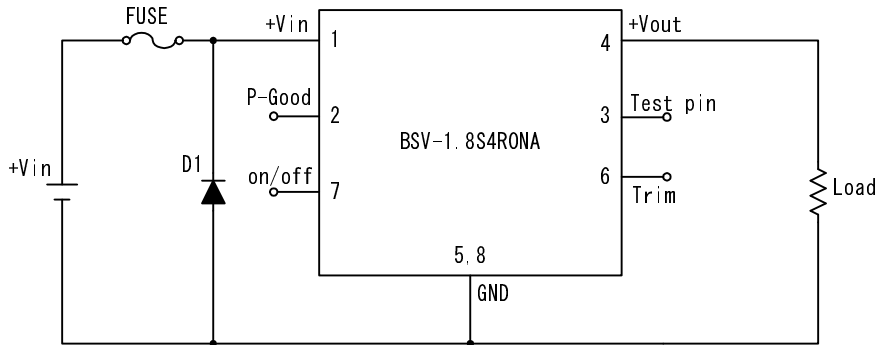 FUSE
+Vin
1
4
+Vout
P-Good
2
3
Test pin
BSV-1.8S4R0NA
+Vin
D1
on/off
7
6
Trim
Load
5,8
GND